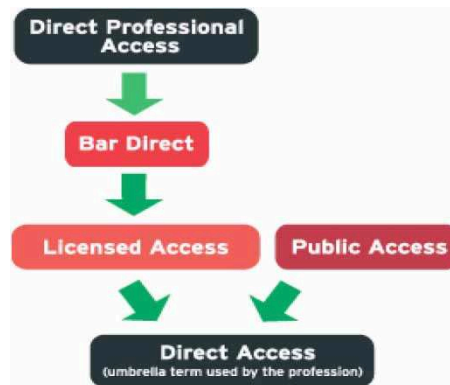 Direct Professional
Access
Bar Direct
Licensed Access
Public Access
Direct Access
(umbrella term used by the profession)